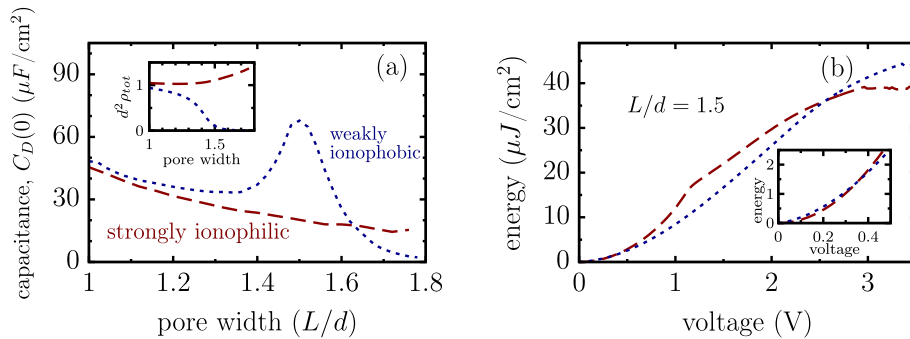 capacitance, C_D(0) (μF/cm²)
90
60
30
0
1
1.2
1.4
1.6
1.8
pore width (L/d)
(a)
weakly
ionophobic
strongly ionophilic
d² ρ_tot
1
0
1
1.5
pore width
energy (μJ/cm²)
40
30
20
10
0
0
1
2
3
voltage (V)
(b)
L/d = 1.5
energy
2
1
0
0
0.2
0.4
voltage